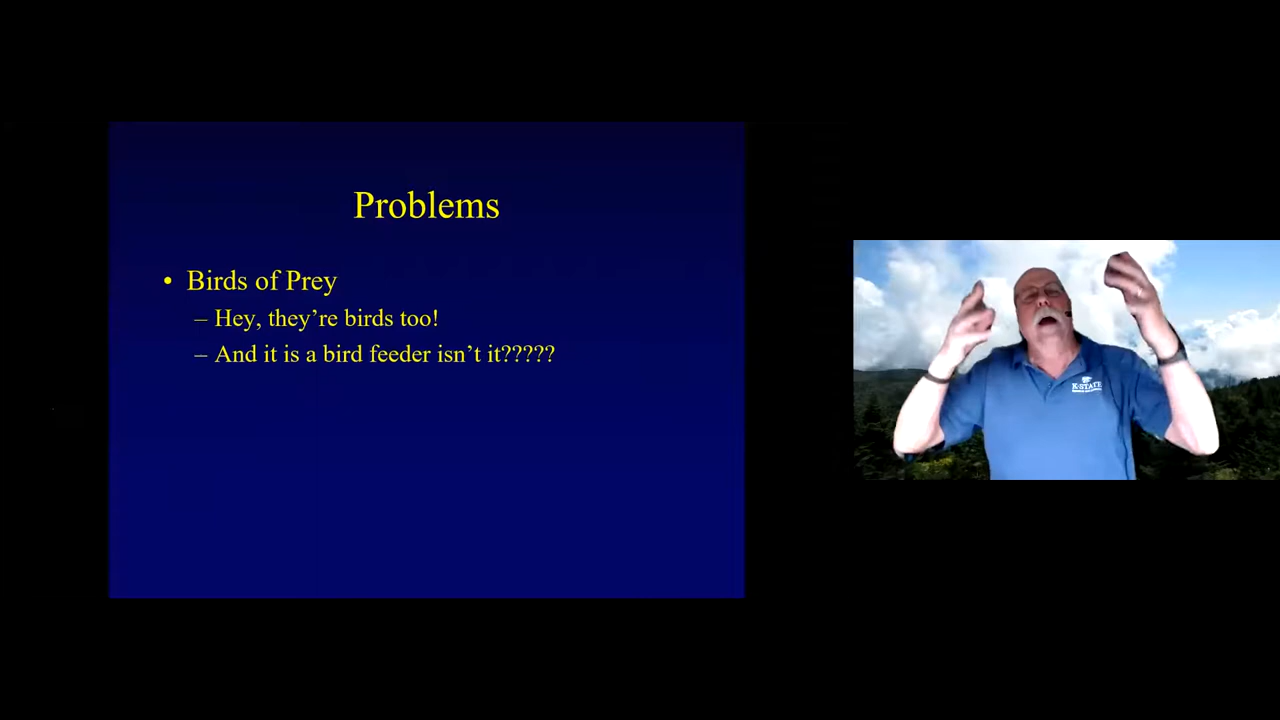 Problems
• Birds of Prey
– Hey, they're birds too!
– And it is a bird feeder isn't it?????
K-STATE